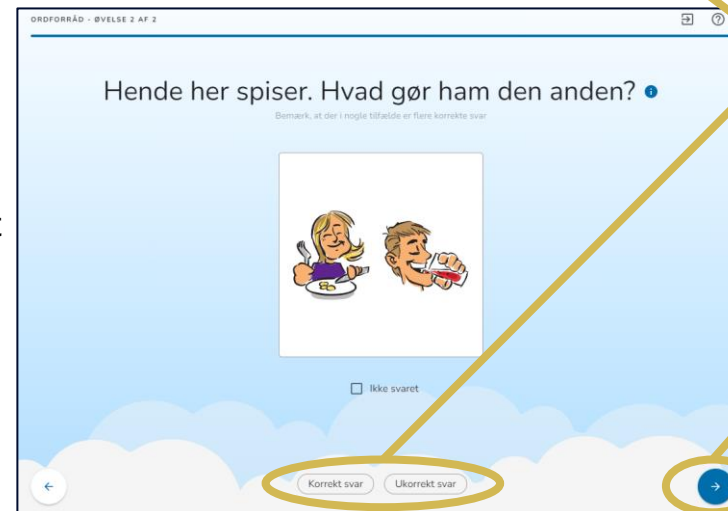 ORDFORRÅD - ØVELSE 2 AF 2
Hende her spiser. Hvad gør ham den anden?
Bemærk, at der i nogle tilfælde er flere korrekte svar
Ikke svaret
Korrekt svar Ukorrekt svar